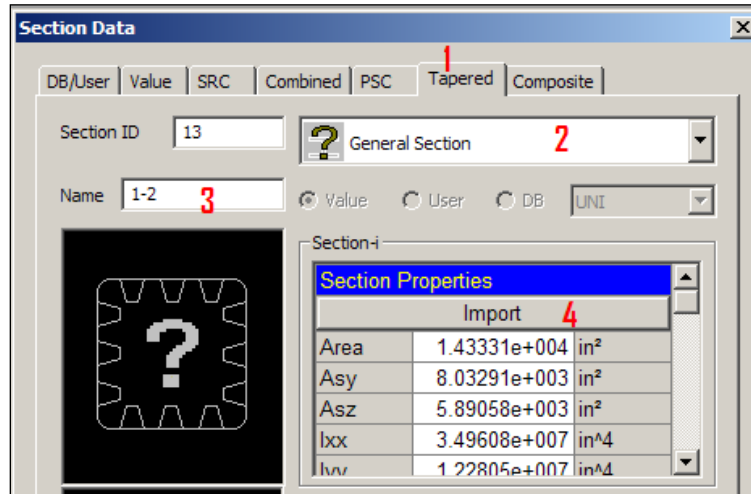 Section Data
1
DB/User Value SRC Combined PSC Tapered Composite
Section ID 13
? General Section 2
Name 1-2 3
Value User DB UNI
Section-i
Section Properties
Import 4
?
Area 1.43331e+004 in²
Asy 8.03291e+003 in²
Asz 5.89058e+003 in²
Ixx 3.49608e+007 in^4
Iyy 1.22805e+007 in^4